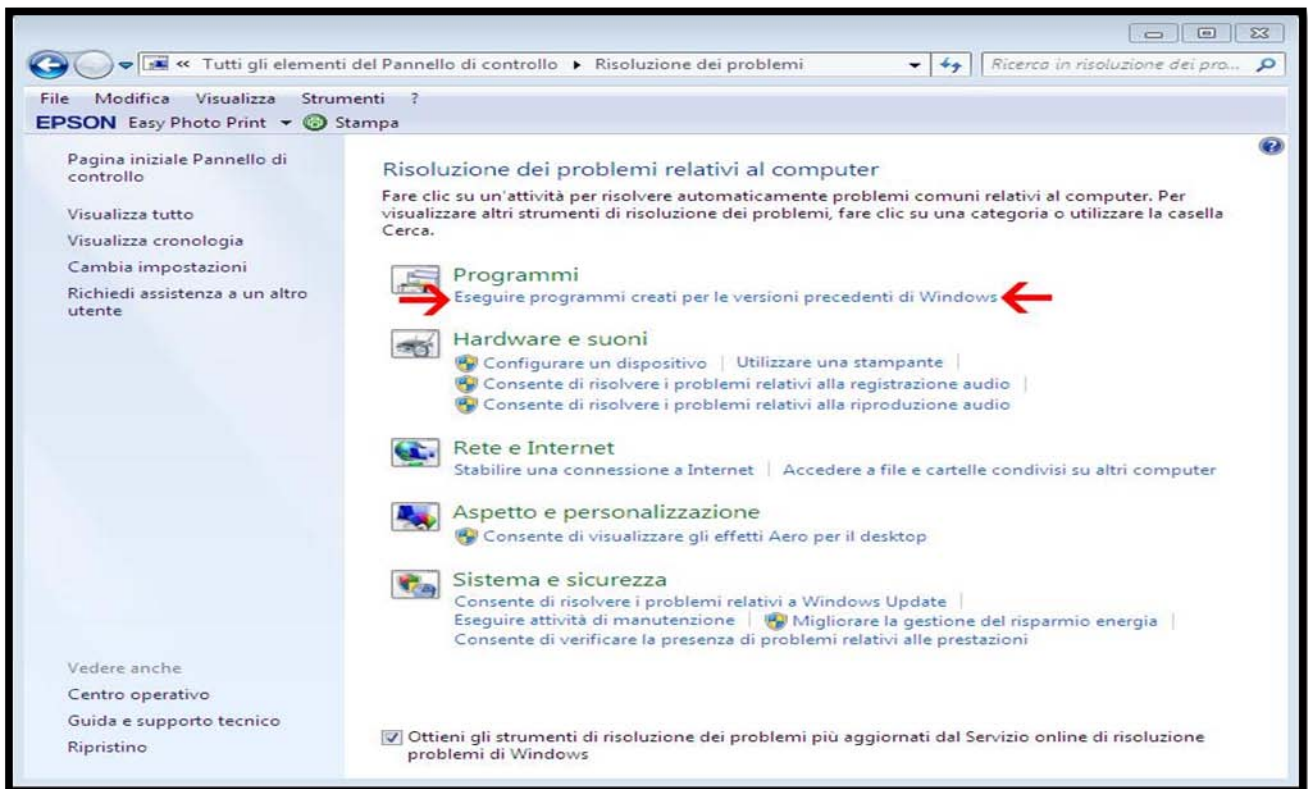 « Tutti gli elementi del Pannello di controllo ▸ Risoluzione dei problemi
Ricerca in risoluzione dei pro...
File Modifica Visualizza Strumenti ?
EPSON Easy Photo Print Stampa
Pagina iniziale Pannello di
controllo
Visualizza tutto
Visualizza cronologia
Cambia impostazioni
Richiedi assistenza a un altro
utente
Vedere anche
Centro operativo
Guida e supporto tecnico
Ripristino
Risoluzione dei problemi relativi al computer
Fare clic su un'attività per risolvere automaticamente problemi comuni relativi al computer. Per
visualizzare altri strumenti di risoluzione dei problemi, fare clic su una categoria o utilizzare la casella
Cerca.
Programmi
Eseguire programmi creati per le versioni precedenti di Windows
Hardware e suoni
Configurare un dispositivo | Utilizzare una stampante |
Consente di risolvere i problemi relativi alla registrazione audio |
Consente di risolvere i problemi relativi alla riproduzione audio
Rete e Internet
Stabilire una connessione a Internet | Accedere a file e cartelle condivisi su altri computer
Aspetto e personalizzazione
Consente di visualizzare gli effetti Aero per il desktop
Sistema e sicurezza
Consente di risolvere i problemi relativi a Windows Update |
Eseguire attività di manutenzione | Migliorare la gestione del risparmio energia |
Consente di verificare la presenza di problemi relativi alle prestazioni
Ottieni gli strumenti di risoluzione dei problemi più aggiornati dal Servizio online di risoluzione
problemi di Windows